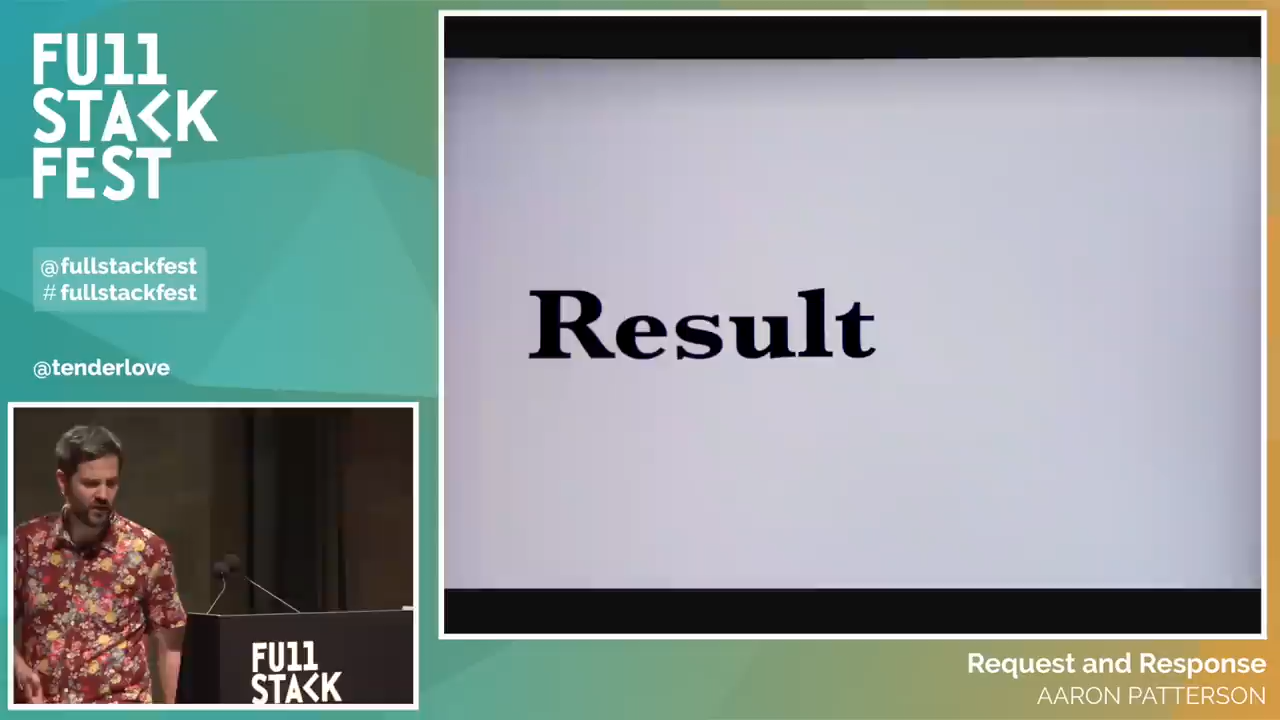 FU11
STACK
FEST
@fullstackfest
# fullstackfest
@tenderlove
Result
FU11
STACK
Request and Response
AARON PATTERSON